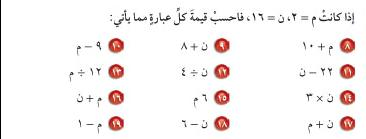 إذا كانتْ م = ٢، ن = ١٦، فاحسبْ قيمةَ كلِّ عبارةٍ مما يأتي:
٨ م + ١٠ ٩ ن + ٨ ١٠ ٩ − م
١١ ٢٢ − ن ١٢ ن ÷ ٤ ١٣ ١٢ ÷ م
١٤ ن × ٣ ١٥ ٦ م ١٦ م + ن
١٧ ن + م ١٨ ن − ٦ ١٩ م − ١